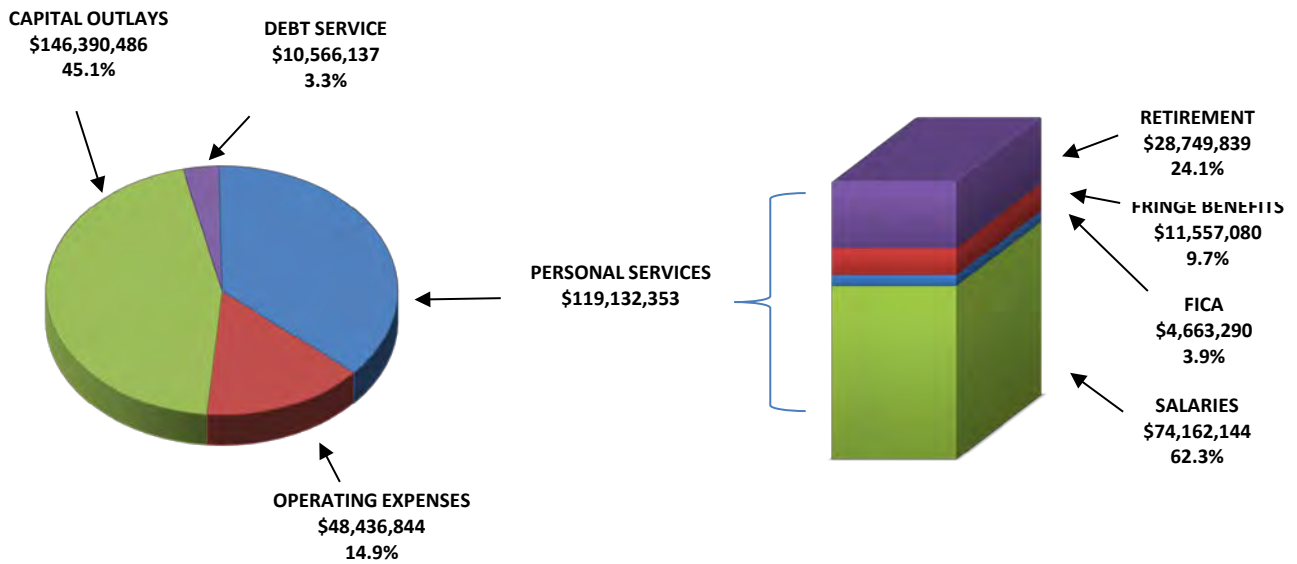 CAPITAL OUTLAYS
$146,390,486
45.1%
DEBT SERVICE
$10,566,137
3.3%
PERSONAL SERVICES
$119,132,353
OPERATING EXPENSES
$48,436,844
14.9%
RETIREMENT
$28,749,839
24.1%
FRINGE BENEFITS
$11,557,080
9.7%
FICA
$4,663,290
3.9%
SALARIES
$74,162,144
62.3%